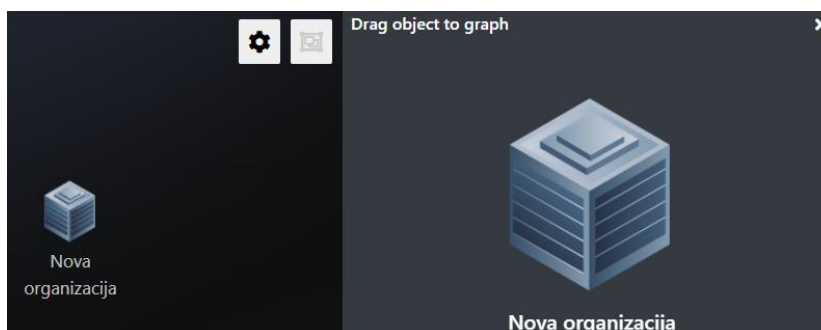 Drag object to graph
Nova
organizacija
Nova organizacija